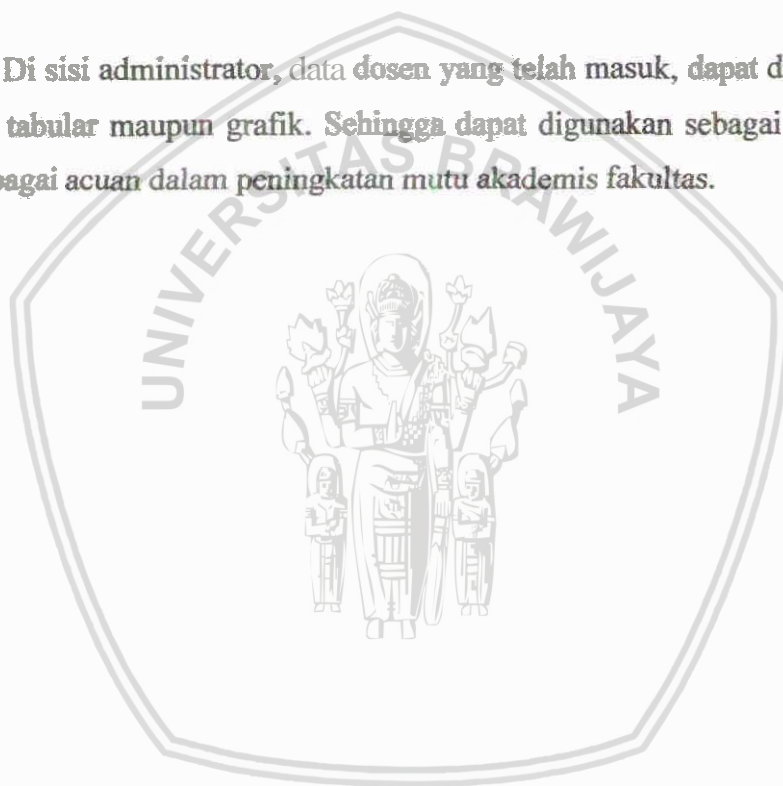 Di sisi administrator, data dosen yang telah masuk, dapat d
tabular maupun grafik. Sehingga dapat digunakan sebagai
bagai acuan dalam peningkatan mutu akademis fakultas.
UNIVERSITAS BRAWIJAYA